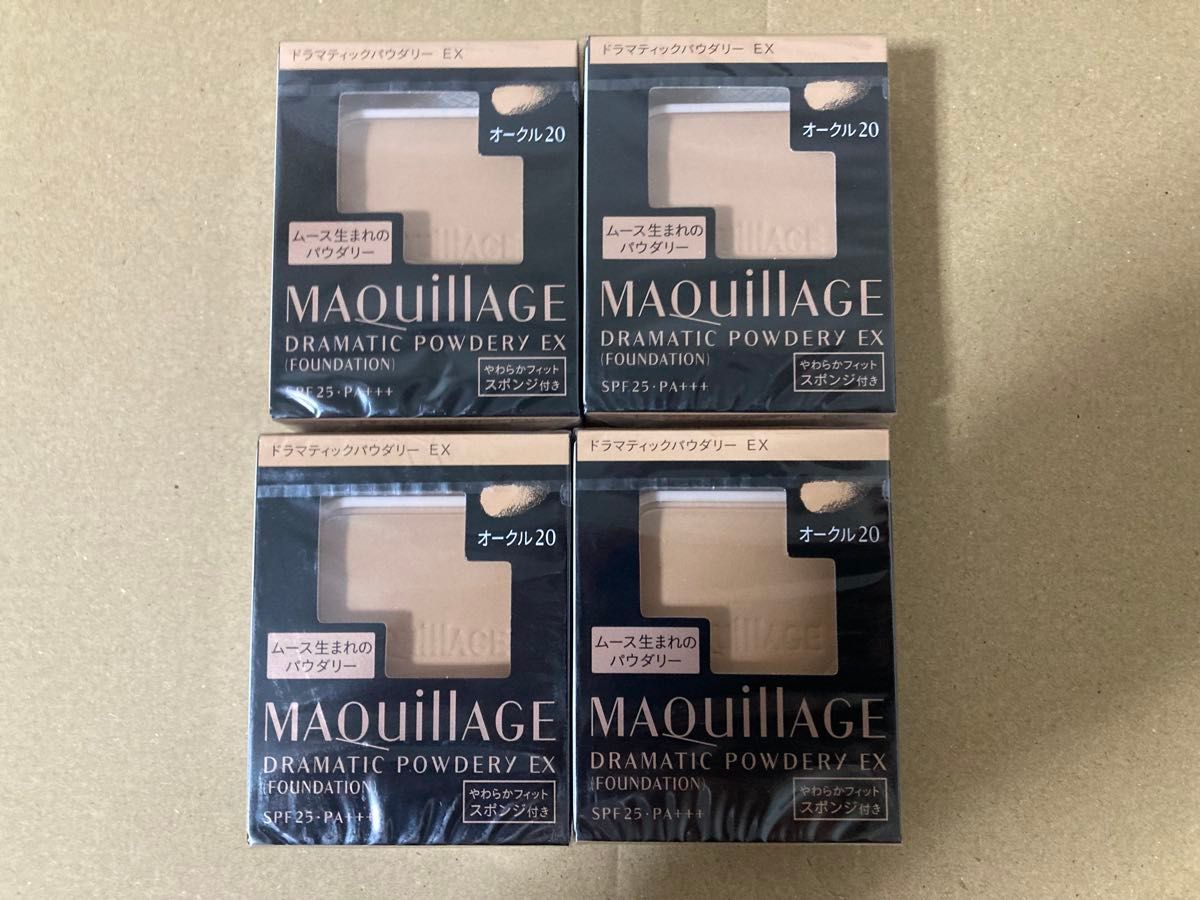 ドラマティックパウダリー EX
オークル20
ムース生まれの
パウダリー
MAQuillAGE
DRAMATIC POWDERY EX
(FOUNDATION)
やわらかフィット
スポンジ付き
SPF25・PA+++
ドラマティックパウダリー EX
オークル20
ムース生まれの
パウダリー
MAQuillAGE
DRAMATIC POWDERY EX
(FOUNDATION)
やわらかフィット
スポンジ付き
SPF25・PA+++
ドラマティックパウダリー EX
オークル20
illAGE
ムース生まれの
パウダリー
MAQuillAGE
DRAMATIC POWDERY EX
(FOUNDATION)
やわらかフィット
スポンジ付き
SPF25・PA+++
ドラマティックパウダリー EX
オークル20
illAGE
ムース生まれの
パウダリー
MAQuillAGE
DRAMATIC POWDERY EX
(FOUNDATION)
やわらかフィット
スポンジ付き
SPF25・PA+++